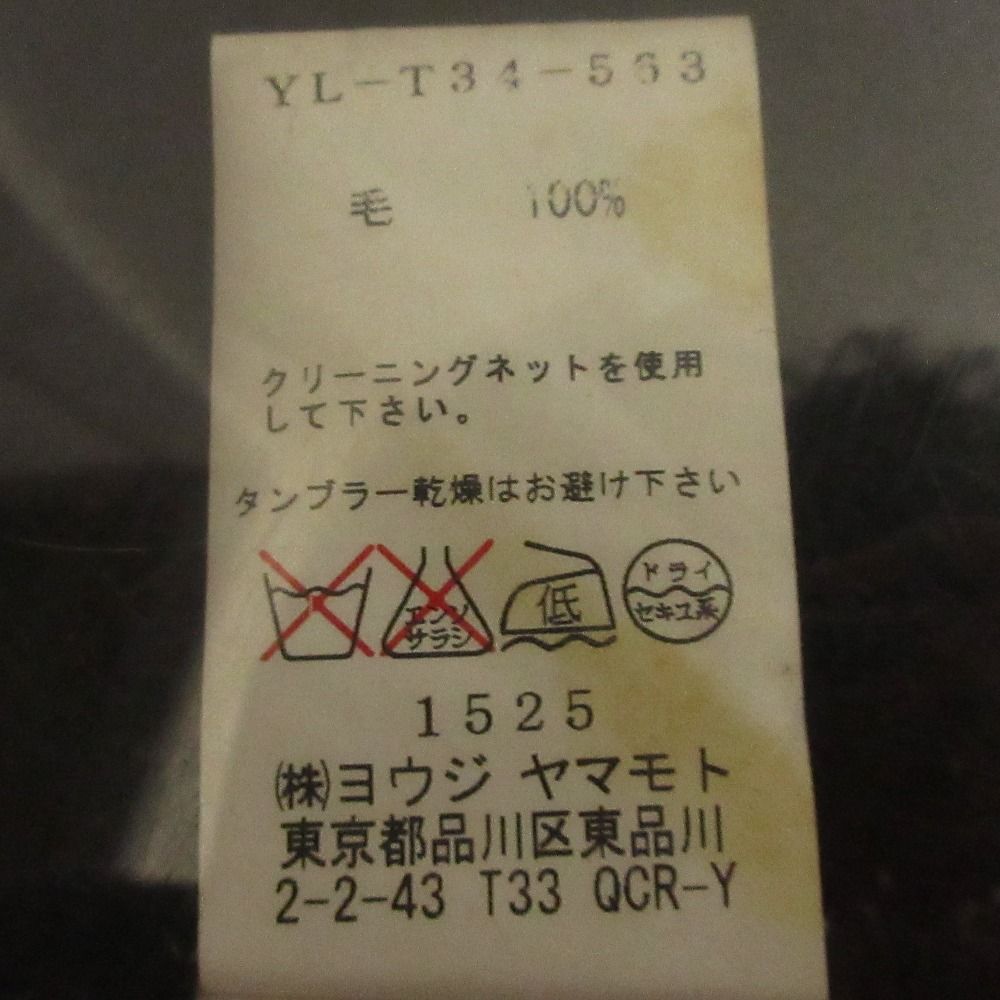 YL-T34-563
毛 100%
クリーニングネットを使用
して下さい。
タンブラー乾燥はお避け下さい
エンソ
サラシ
低
ドライ
セキユ系
1525
㈱ヨウジ ヤマモト
東京都品川区東品川
2-2-43 T33 QCR-Y